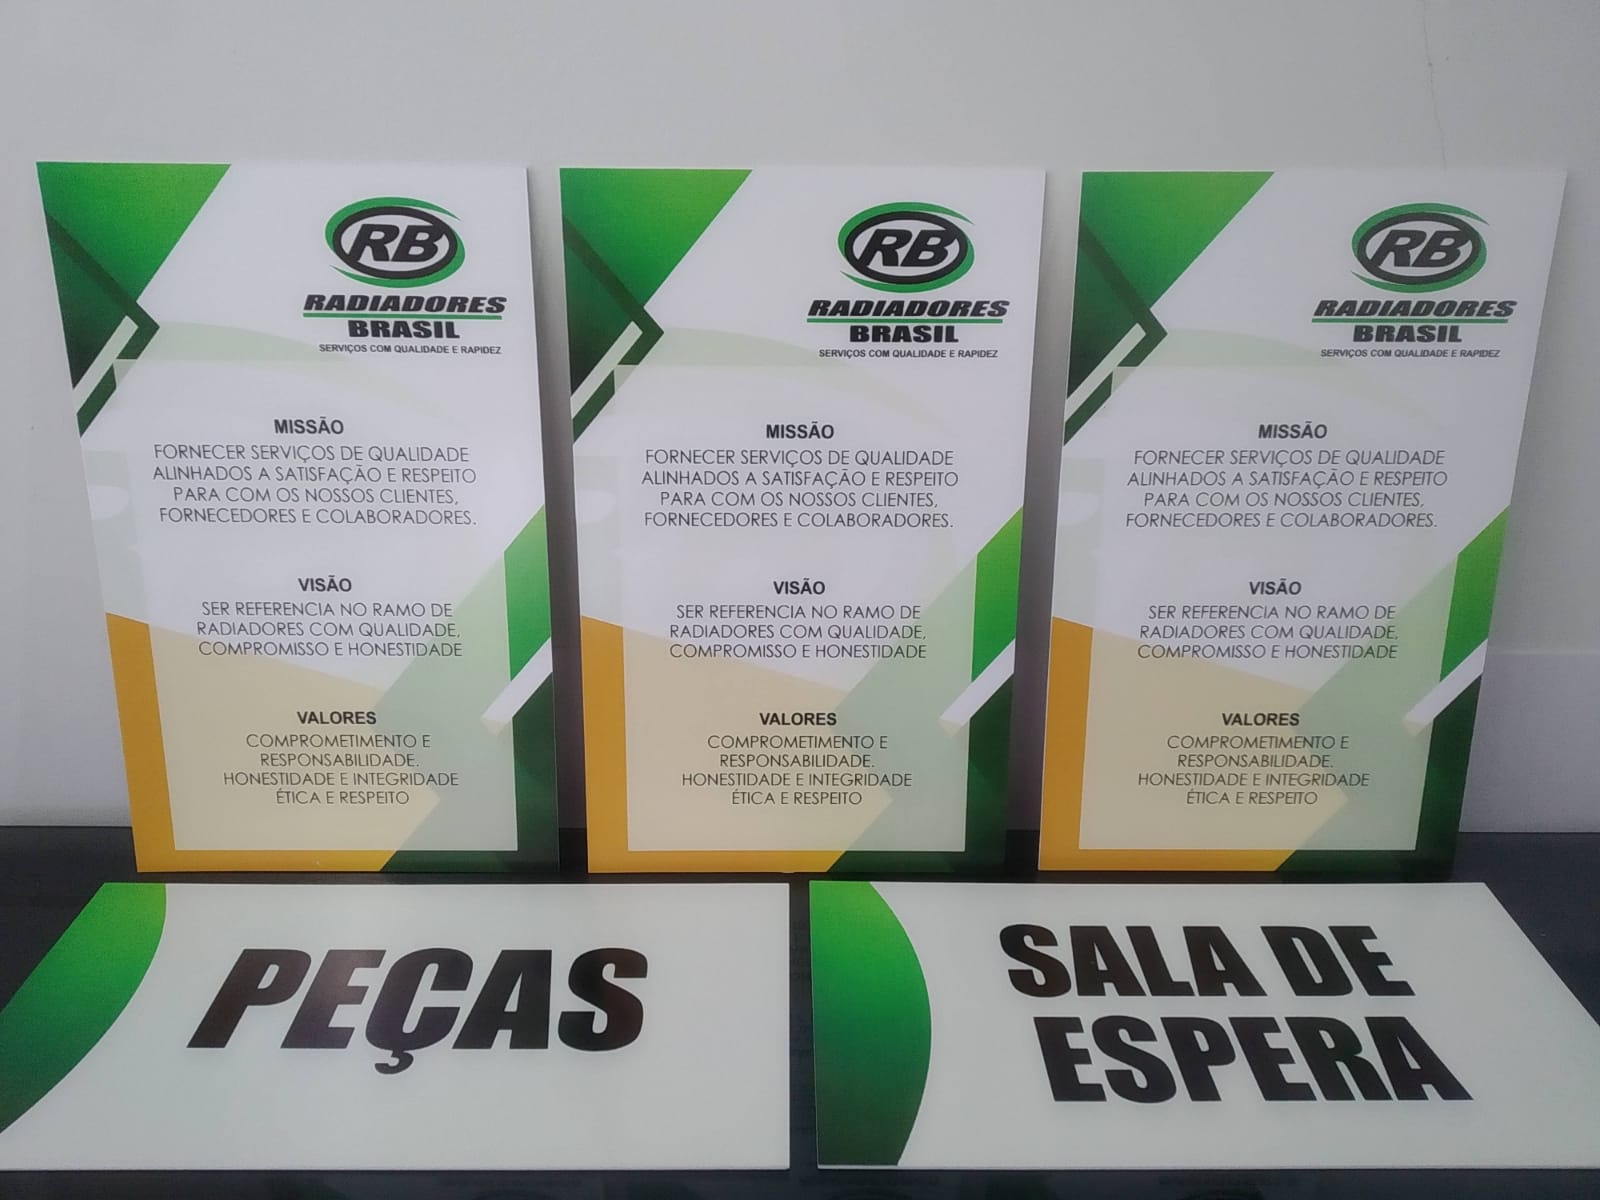 RB
RADIADORES
BRASIL
SERVIÇOS COM QUALIDADE E RAPIDEZ
MISSÃO
FORNECER SERVIÇOS DE QUALIDADE
ALINHADOS A SATISFAÇÃO E RESPEITO
PARA COM OS NOSSOS CLIENTES,
FORNECEDORES E COLABORADORES.
VISÃO
SER REFERENCIA NO RAMO DE
RADIADORES COM QUALIDADE,
COMPROMISSO E HONESTIDADE
VALORES
COMPROMETIMENTO E
RESPONSABILIDADE.
HONESTIDADE E INTEGRIDADE
ÉTICA E RESPEITO
RB
RADIADORES
BRASIL
SERVIÇOS COM QUALIDADE E RAPIDEZ
MISSÃO
FORNECER SERVIÇOS DE QUALIDADE
ALINHADOS A SATISFAÇÃO E RESPEITO
PARA COM OS NOSSOS CLIENTES,
FORNECEDORES E COLABORADORES.
VISÃO
SER REFERENCIA NO RAMO DE
RADIADORES COM QUALIDADE,
COMPROMISSO E HONESTIDADE
VALORES
COMPROMETIMENTO E
RESPONSABILIDADE.
HONESTIDADE E INTEGRIDADE
ÉTICA E RESPEITO
RB
RADIADORES
BRASIL
SERVIÇOS COM QUALIDADE E RAPIDEZ
MISSÃO
FORNECER SERVIÇOS DE QUALIDADE
ALINHADOS A SATISFAÇÃO E RESPEITO
PARA COM OS NOSSOS CLIENTES,
FORNECEDORES E COLABORADORES.
VISÃO
SER REFERENCIA NO RAMO DE
RADIADORES COM QUALIDADE,
COMPROMISSO E HONESTIDADE
VALORES
COMPROMETIMENTO E
RESPONSABILIDADE.
HONESTIDADE E INTEGRIDADE
ÉTICA E RESPEITO
PEÇAS
SALA DE
ESPERA